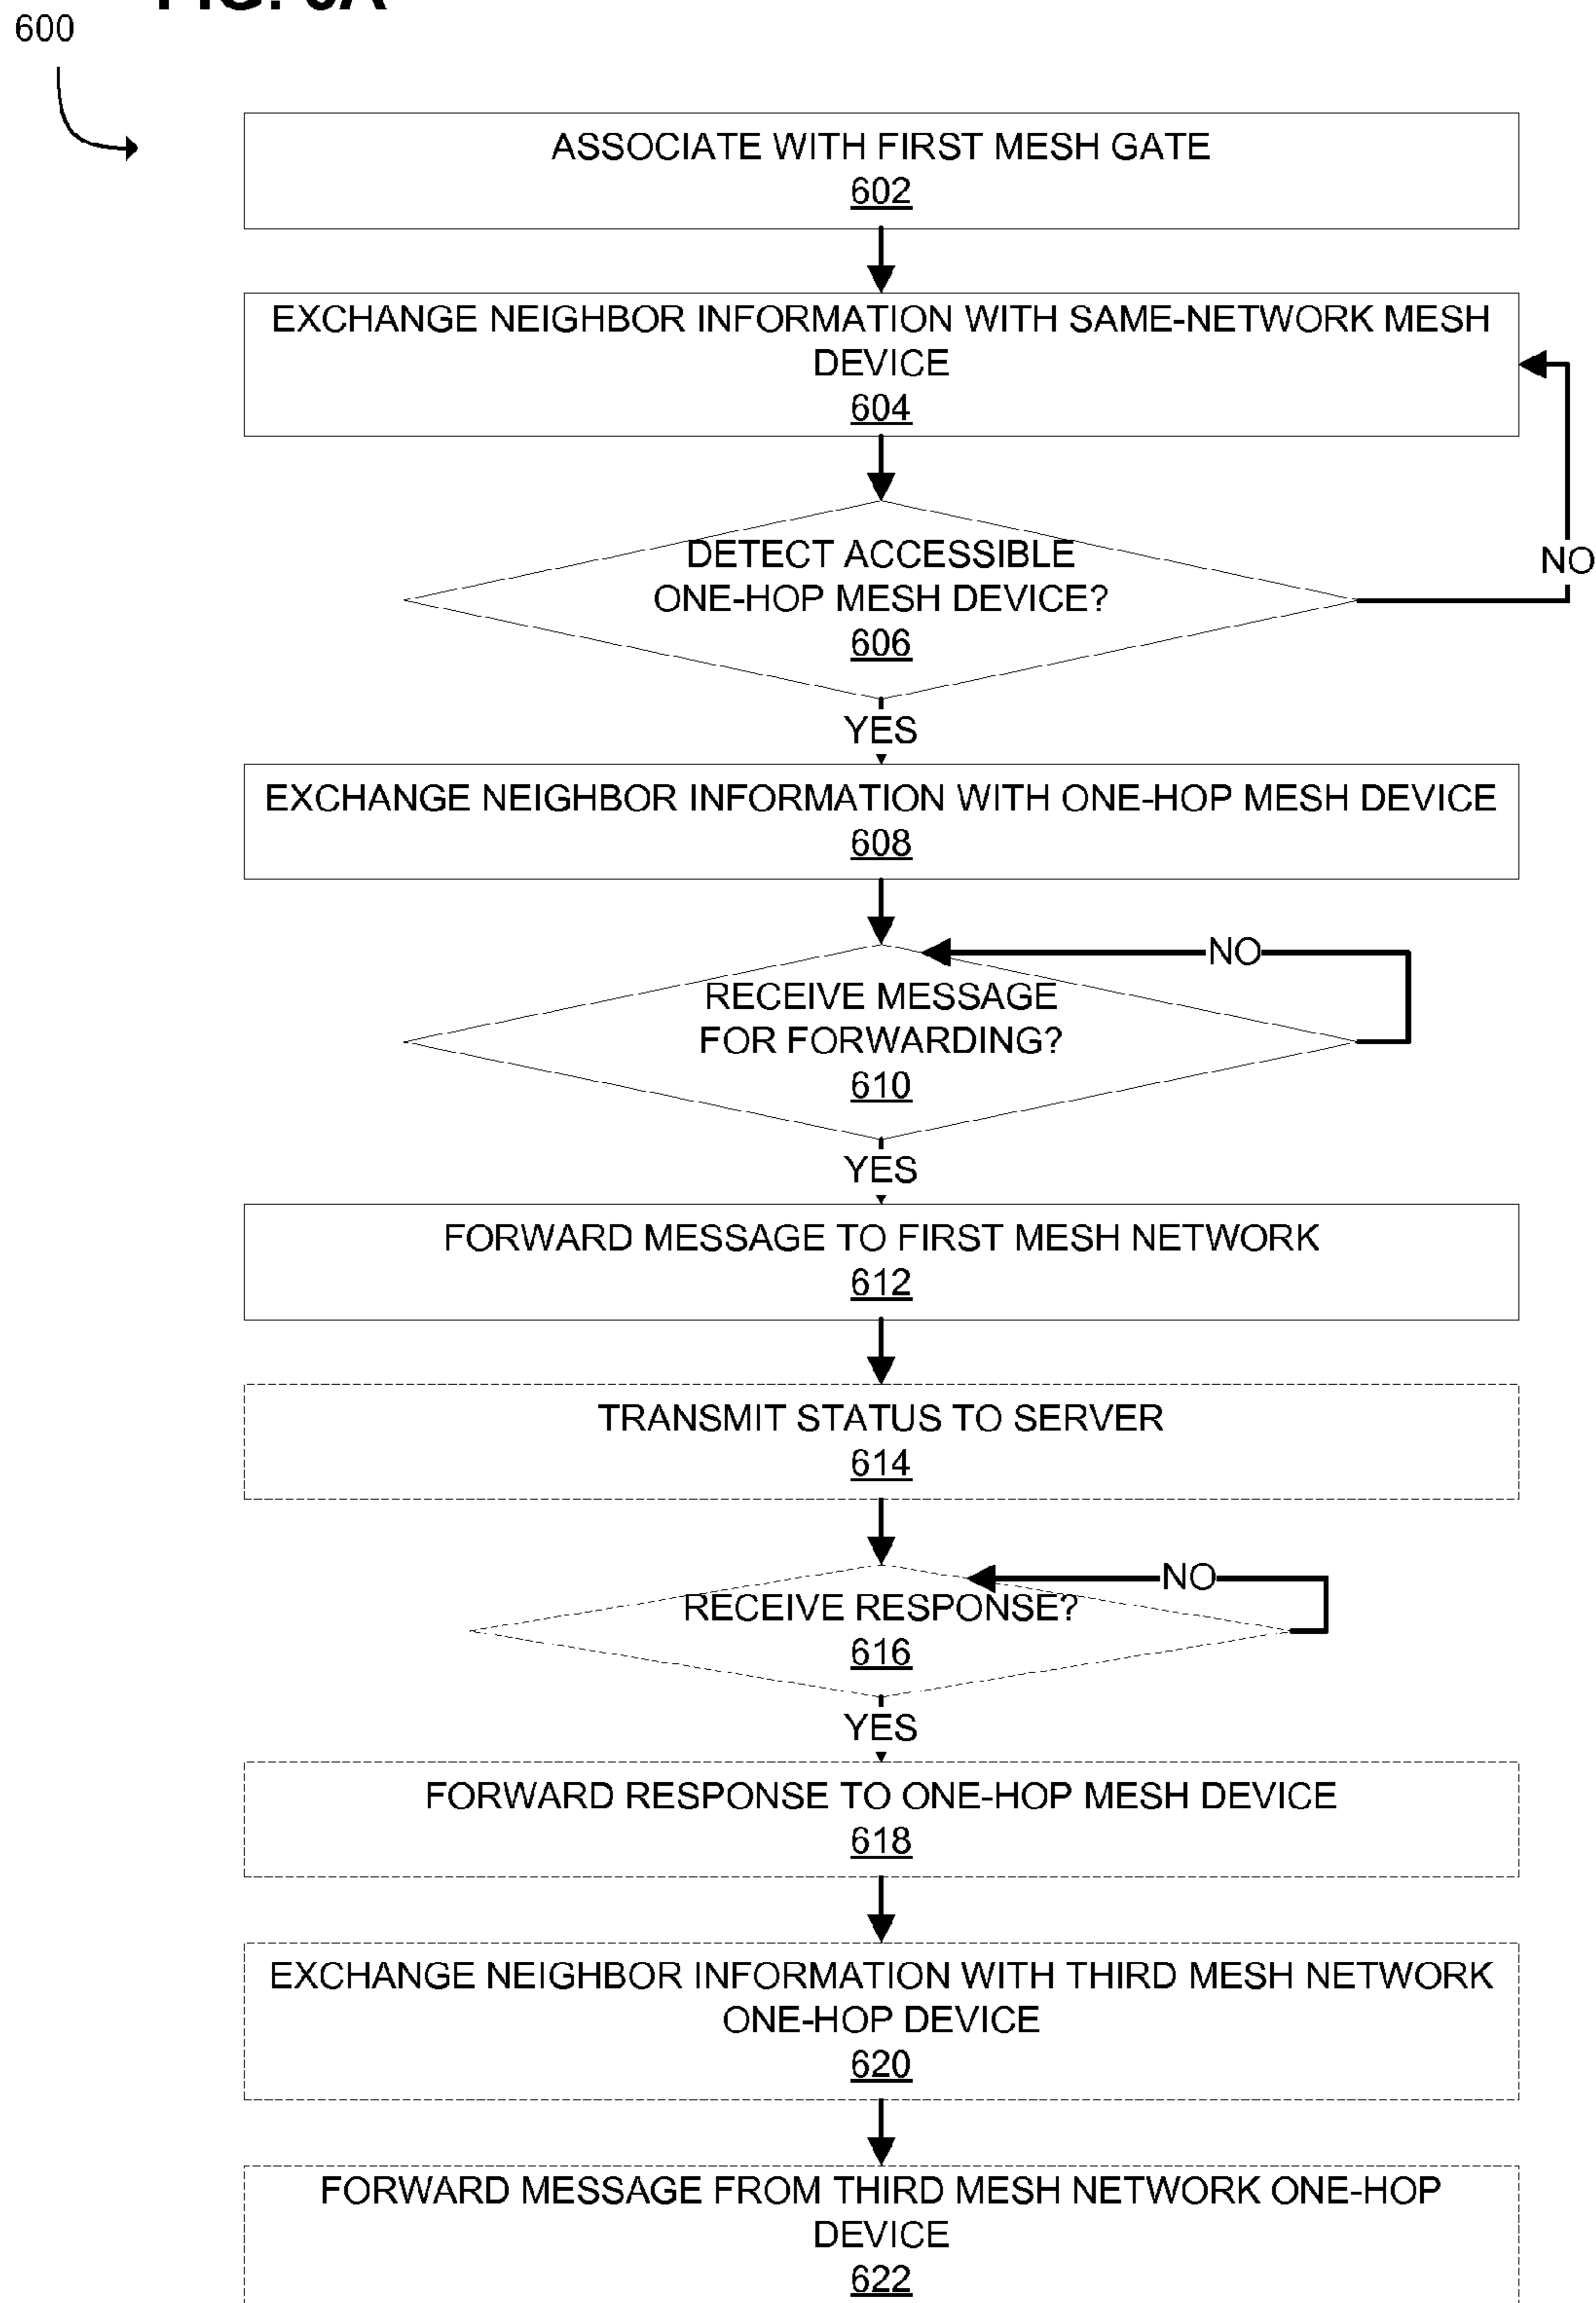 600
ASSOCIATE WITH FIRST MESH GATE
602
EXCHANGE NEIGHBOR INFORMATION WITH SAME-NETWORK MESH
DEVICE
604
DETECT ACCESSIBLE
ONE-HOP MESH DEVICE?
606
NO
YES
EXCHANGE NEIGHBOR INFORMATION WITH ONE-HOP MESH DEVICE
608
NO
RECEIVE MESSAGE
FOR FORWARDING?
610
YES
FORWARD MESSAGE TO FIRST MESH NETWORK
612
TRANSMIT STATUS TO SERVER
614
NO
RECEIVE RESPONSE?
616
YES
FORWARD RESPONSE TO ONE-HOP MESH DEVICE
618
EXCHANGE NEIGHBOR INFORMATION WITH THIRD MESH NETWORK
ONE-HOP DEVICE
620
FORWARD MESSAGE FROM THIRD MESH NETWORK ONE-HOP
DEVICE
622